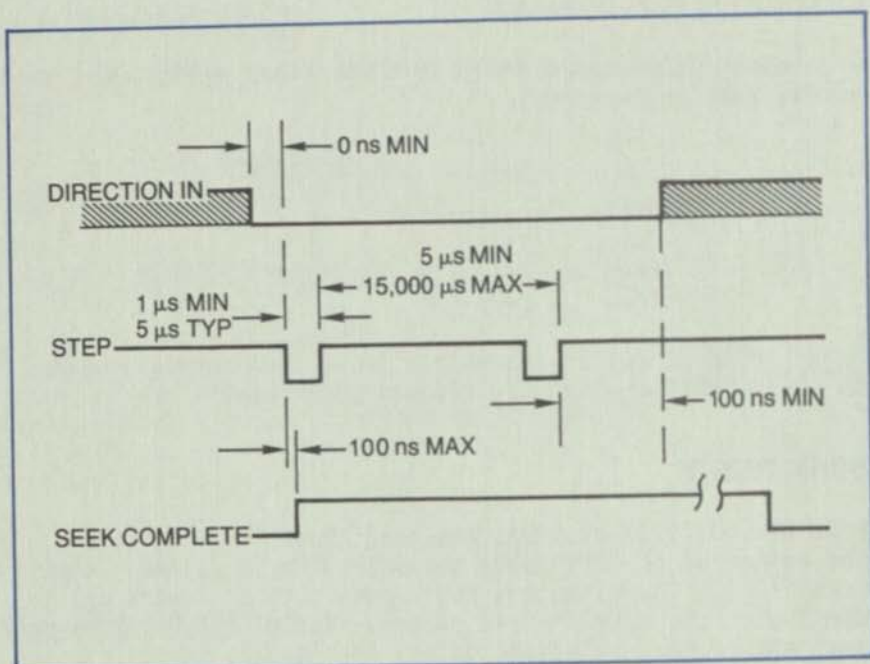 0 ns MIN
DIRECTION IN
5 µs MIN
15,000 µs MAX
1 µs MIN
5 µs TYP
STEP
100 ns MIN
100 ns MAX
SEEK COMPLETE